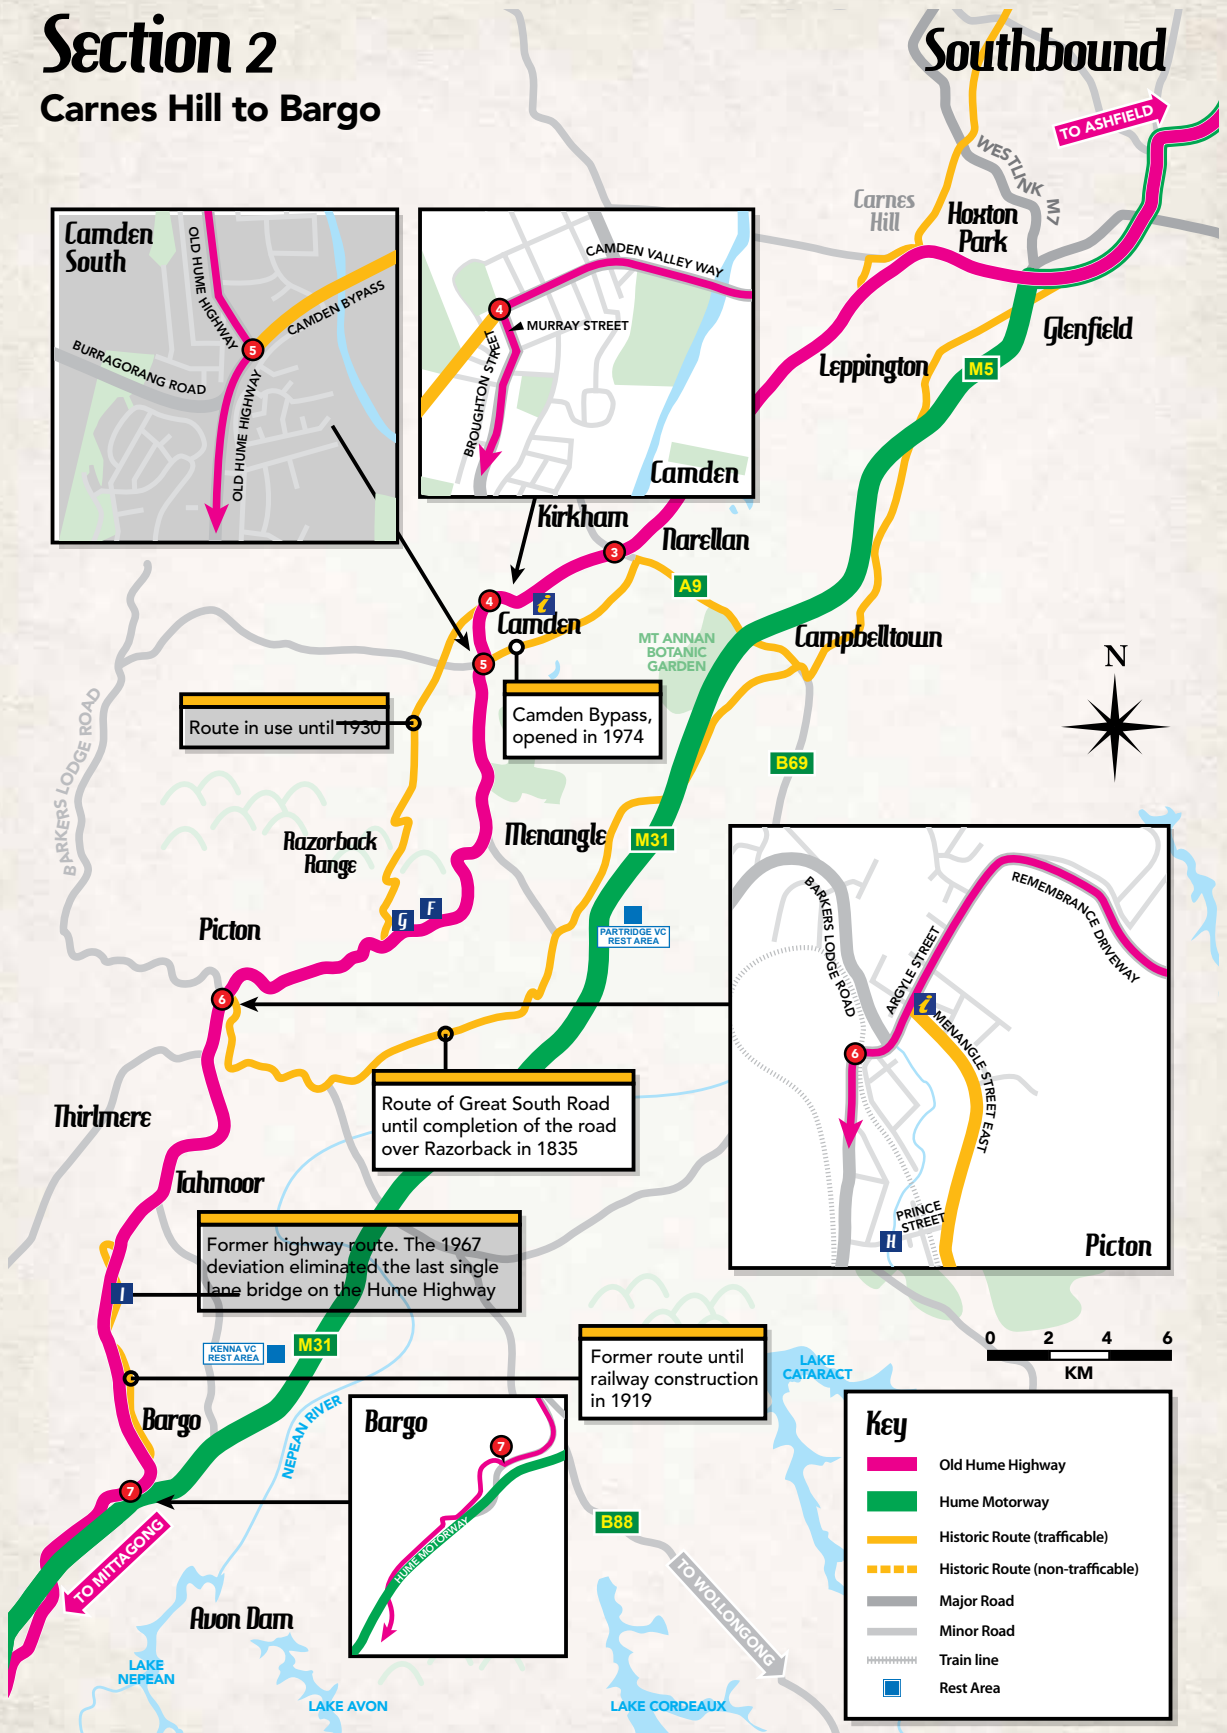 Section 2
Carnes Hill to Bargo
Southbound
TO ASHFIELD
WESTLINK M7
Carnes
Hill
Hoxton
Park
Glenfield
Leppington
M5
Camden
South
OLD HUME HIGHWAY
CAMDEN BYPASS
5
BURRAGORANG ROAD
OLD HUME HIGHWAY
CAMDEN VALLEY WAY
4
MURRAY STREET
BROUGHTON STREET
Camden
Kirkham
Narellan
3
A9
4
i
Camden
5
MT ANNAN
BOTANIC
GARDEN
Campbelltown
N
BARKERS LODGE ROAD
Route in use until 1930
Camden Bypass,
opened in 1974
B69
Razorback
Range
Menangle
M31
G
F
PARTRIDGE VC
REST AREA
Picton
6
BARKERS LODGE ROAD
REMEMBRANCE DRIVEWAY
ARGYLE STREET
i
MENANGLE STREET EAST
6
PRINCE
STREET
H
Picton
Route of Great South Road
until completion of the road
over Razorback in 1835
Thirlmere
Tahmoor
Former highway route. The 1967
deviation eliminated the last single
lane bridge on the Hume Highway
I
KENNA VC
REST AREA
M31
Former route until
railway construction
in 1919
LAKE
CATARACT
0 2 4 6
KM
Bargo
NEPEAN RIVER
Bargo
7
HUME MOTORWAY
7
TO MITTAGONG
B88
TO WOLLONGONG
Avon Dam
LAKE
NEPEAN
LAKE AVON
LAKE CORDEAUX
Key
Old Hume Highway
Hume Motorway
Historic Route (trafficable)
Historic Route (non-trafficable)
Major Road
Minor Road
Train line
Rest Area